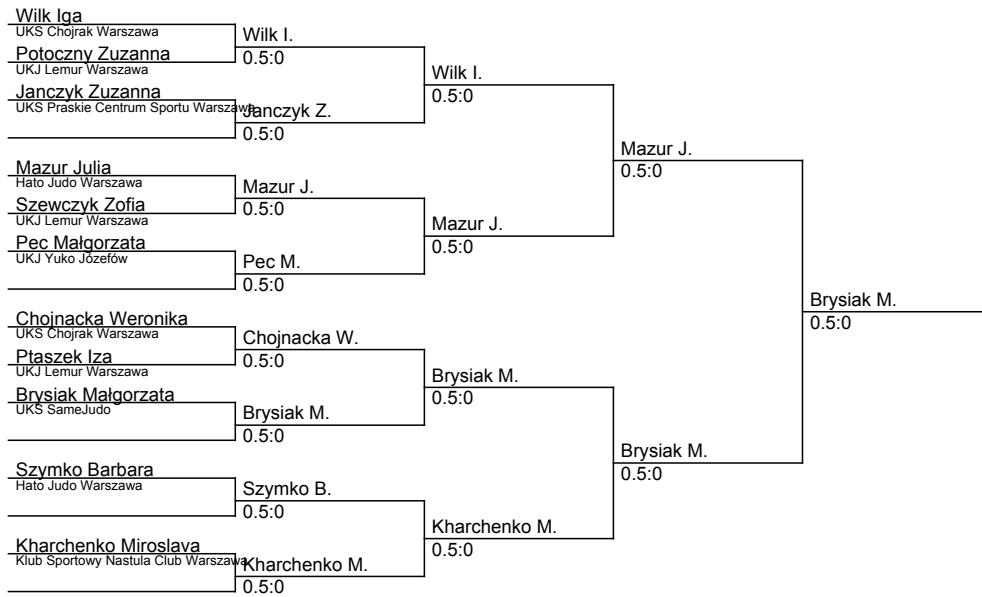 Wilk Iga
UKS Chojrak Warszawa
Potoczny Zuzanna
UKJ Lemur Warszawa
Janczyk Zuzanna
UKS Praskie Centrum Sportu Warszawa
Mazur Julia
Hato Judo Warszawa
Szewczyk Zofia
UKJ Lemur Warszawa
Pec Małgorzata
UKJ Yuko Józefów
Chojnacka Weronika
UKS Chojrak Warszawa
Ptaszek Iza
UKJ Lemur Warszawa
Brysiak Małgorzata
UKS SameJudo
Szymko Barbara
Hato Judo Warszawa
Kharchenko Miroslava
Klub Sportowy Nastula Club Warszawa
Wilk I.
0.5:0
Janczyk Z.
0.5:0
Mazur J.
0.5:0
Pec M.
0.5:0
Chojnacka W.
0.5:0
Brysiak M.
0.5:0
Szymko B.
0.5:0
Kharchenko M.
0.5:0
Wilk I.
0.5:0
Mazur J.
0.5:0
Brysiak M.
0.5:0
Kharchenko M.
0.5:0
Mazur J.
0.5:0
Brysiak M.
0.5:0
Brysiak M.
0.5:0